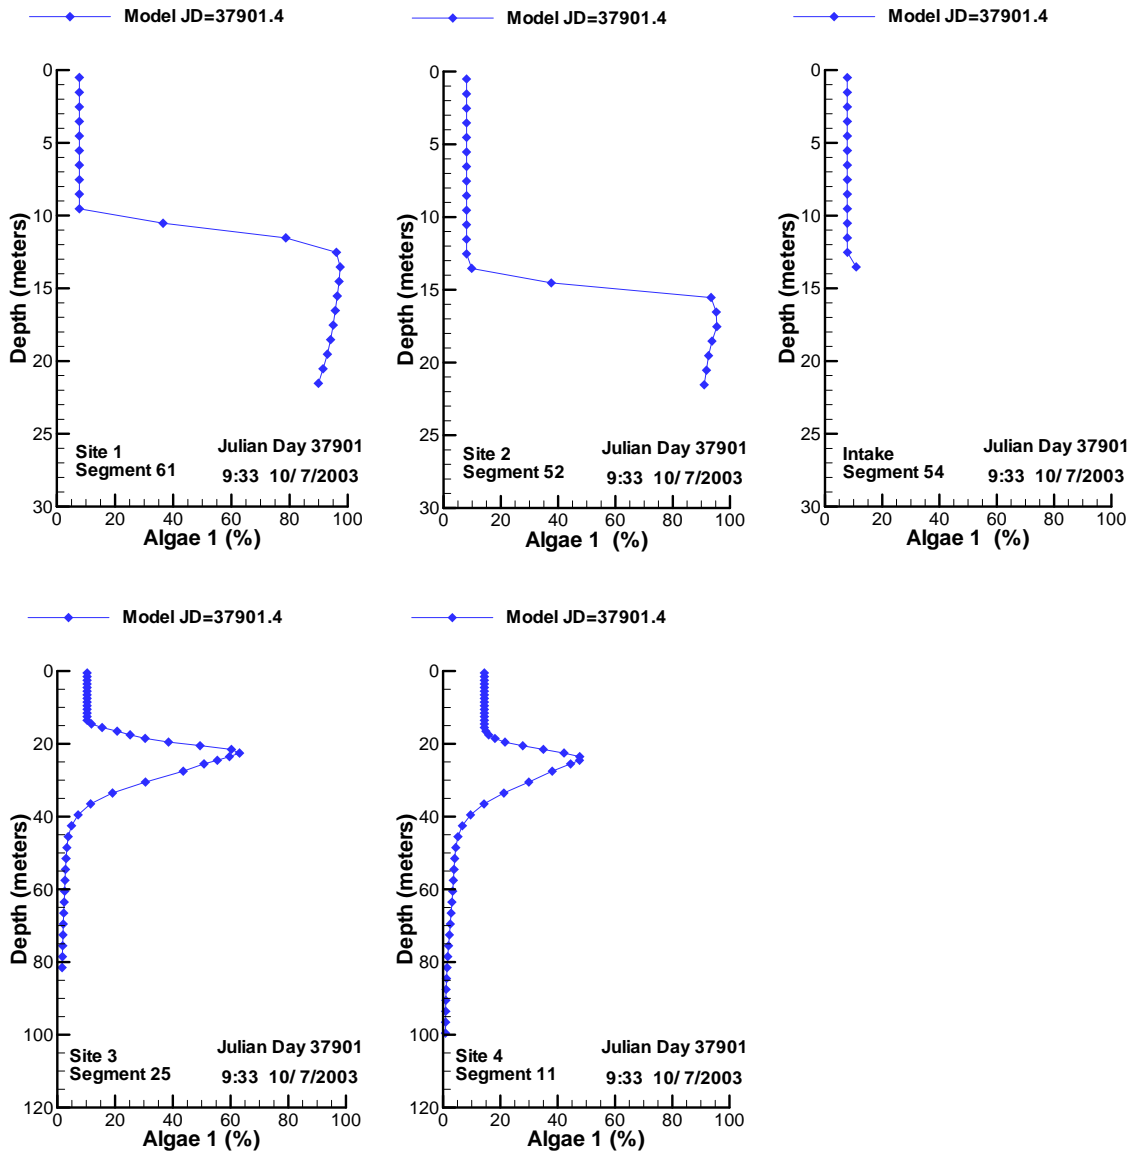 Model JD=37901.4
0
5
10
15
20
25
30
Depth (meters)
Site 1
Segment 61
Julian Day 37901
9:33 10/ 7/2003
0 20 40 60 80 100
Algae 1 (%)
Model JD=37901.4
0
5
10
15
20
25
30
Depth (meters)
Site 2
Segment 52
Julian Day 37901
9:33 10/ 7/2003
0 20 40 60 80 100
Algae 1 (%)
Model JD=37901.4
0
5
10
15
20
25
30
Depth (meters)
Intake
Segment 54
Julian Day 37901
9:33 10/ 7/2003
0 20 40 60 80 100
Algae 1 (%)
Model JD=37901.4
0
20
40
60
80
100
120
Depth (meters)
Site 3
Segment 25
Julian Day 37901
9:33 10/ 7/2003
0 20 40 60 80 100
Algae 1 (%)
Model JD=37901.4
0
20
40
60
80
100
120
Depth (meters)
Site 4
Segment 11
Julian Day 37901
9:33 10/ 7/2003
0 20 40 60 80 100
Algae 1 (%)